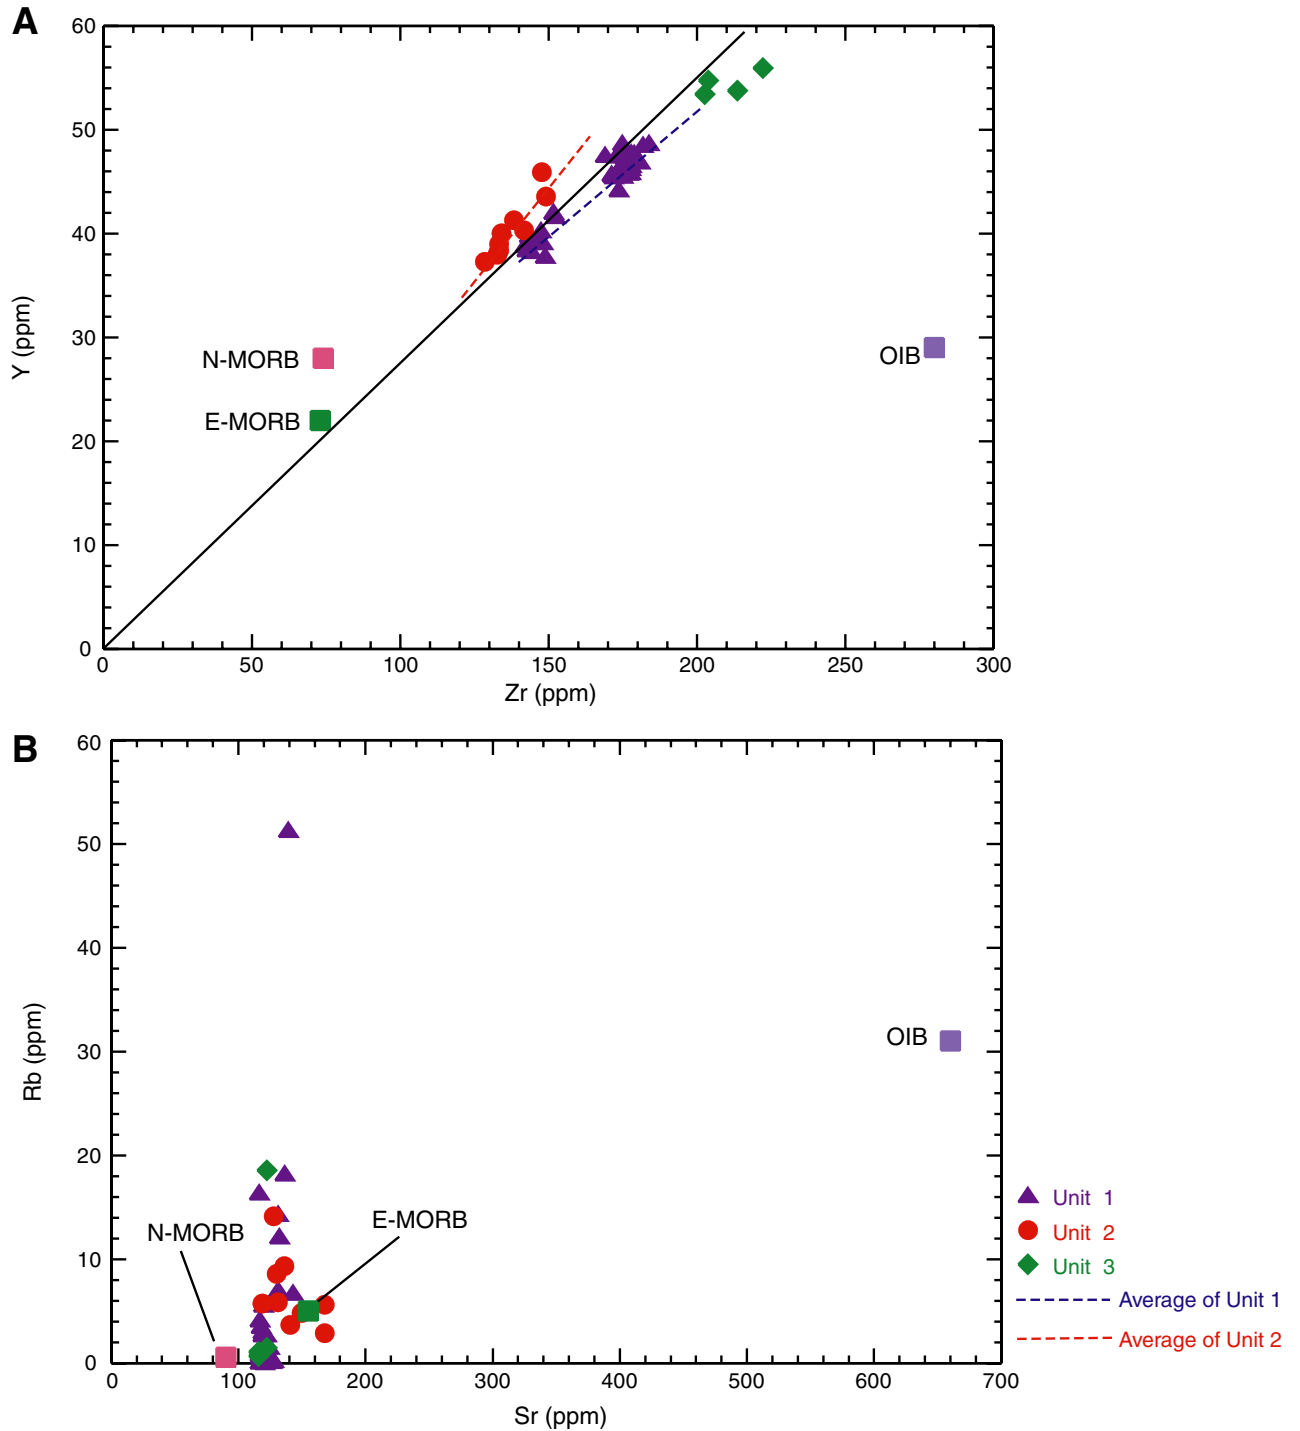 A
60
50
40
30
20
10
0
Y (ppm)
N-MORB
E-MORB
OIB
0 50 100 150 200 250 300
Zr (ppm)
B
60
50
40
30
20
10
0
Rb (ppm)
OIB
N-MORB
E-MORB
0 100 200 300 400 500 600 700
Sr (ppm)
Unit 1
Unit 2
Unit 3
Average of Unit 1
Average of Unit 2